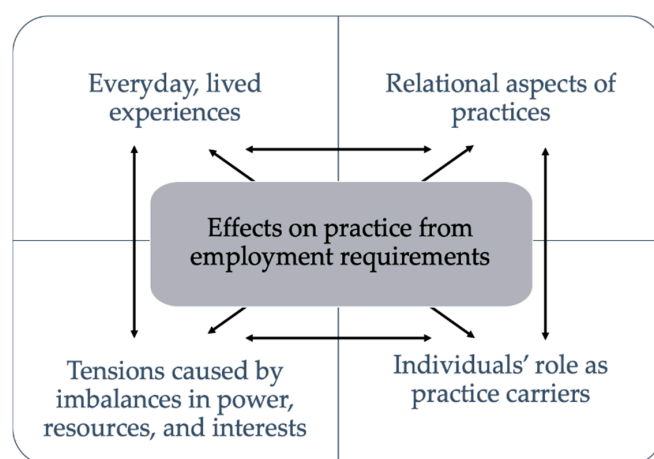 Everyday, lived
experiences
Relational aspects of
practices
Effects on practice from
employment requirements
Tensions caused by
imbalances in power,
resources, and interests
Individuals’ role as
practice carriers